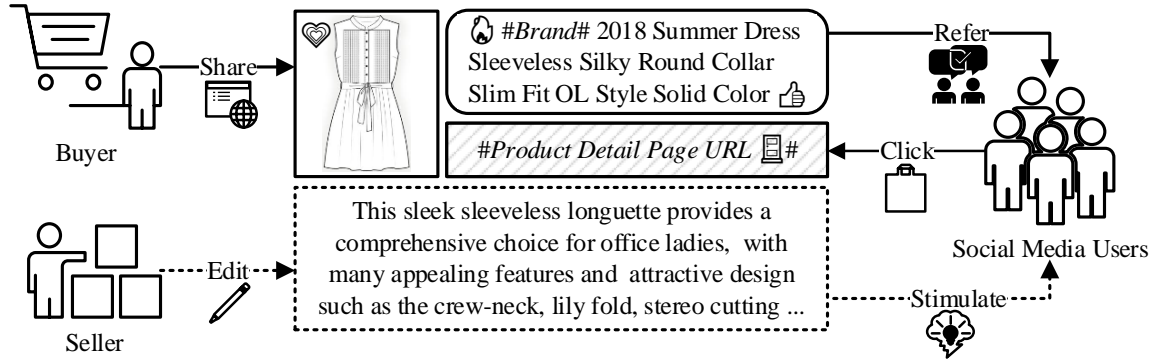 #Brand# 2018 Summer Dress
Sleeveless Silky Round Collar
Slim Fit OL Style Solid Color
Refer
Share
Buyer
#Product Detail Page URL #
Click
This sleek sleeveless longuette provides a
comprehensive choice for office ladies, with
many appealing features and attractive design
such as the crew-neck, lily fold, stereo cutting ...
Social Media Users
Edit
Stimulate
Seller